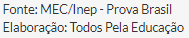 Fonte: MEC/Inep - Prova Brasil
Elaboração: Todos Pela Educação